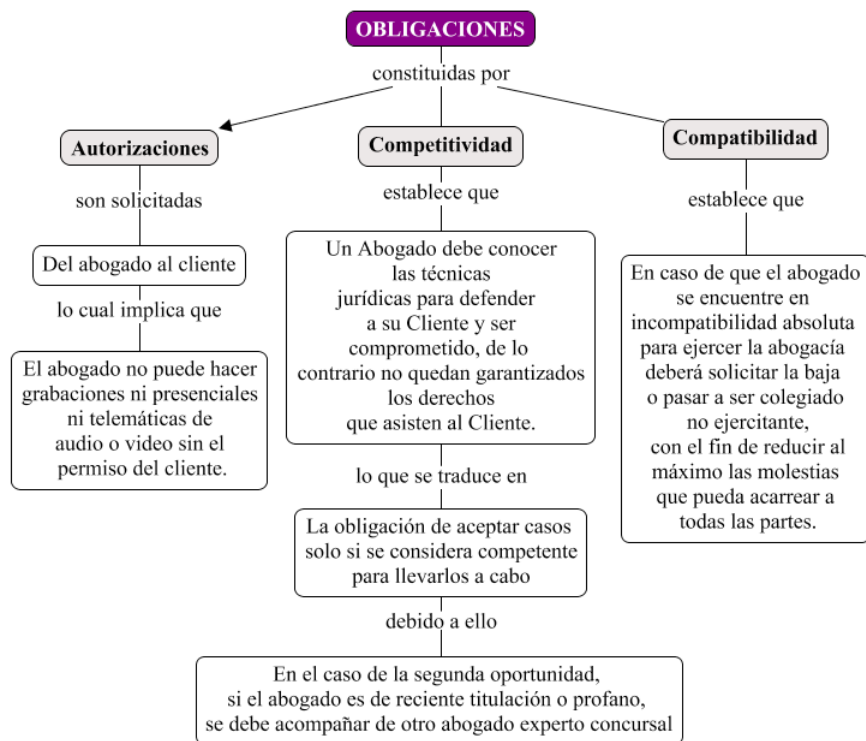 OBLIGACIONES
constituidas por
Autorizaciones
son solicitadas
Del abogado al cliente
lo cual implica que
El abogado no puede hacer
grabaciones ni presenciales
ni telemáticas de
audio o video sin el
permiso del cliente.
Competitividad
establece que
Un Abogado debe conocer
las técnicas
jurídicas para defender
a su Cliente y ser
comprometido, de lo
contrario no quedan garantizados
los derechos
que asisten al Cliente.
lo que se traduce en
La obligación de aceptar casos
solo si se considera competente
para llevarlos a cabo
debido a ello
En el caso de la segunda oportunidad,
si el abogado es de reciente titulación o profano,
se debe acompañar de otro abogado experto concursal
Compatibilidad
establece que
En caso de que el abogado
se encuentre en
incompatibilidad absoluta
para ejercer la abogacía
deberá solicitar la baja
o pasar a ser colegiado
no ejercitante,
con el fin de reducir al
máximo las molestias
que pueda acarrear a
todas las partes.